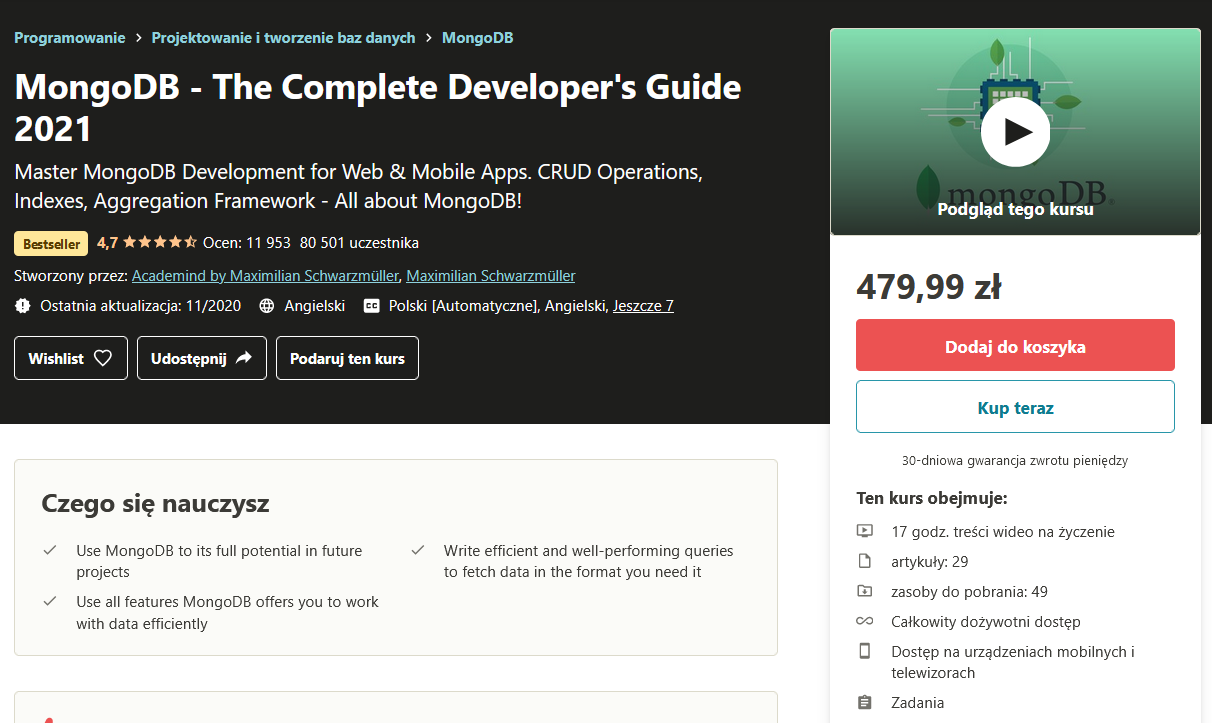 Programowanie > Projektowanie i tworzenie baz danych > MongoDB
MongoDB - The Complete Developer's Guide
2021
Master MongoDB Development for Web & Mobile Apps. CRUD Operations,
Indexes, Aggregation Framework - All about MongoDB!
Bestseller 4,7 Ocen: 11 953 80 501 uczestnika
Stworzony przez: Academind by Maximilian Schwarzmüller, Maximilian Schwarzmüller
Ostatnia aktualizacja: 11/2020 Angielski CC Polski [Automatyczne], Angielski, Jeszcze 7
Wishlist Udostępnij Podaruj ten kurs
mongoDB.
Podgląd tego kursu
479,99 zł
Dodaj do koszyka
Kup teraz
30-dniowa gwarancja zwrotu pieniędzy
Ten kurs obejmuje:
17 godz. treści wideo na życzenie
artykuły: 29
zasoby do pobrania: 49
Całkowity dożywotni dostęp
Dostęp na urządzeniach mobilnych i
telewizorach
Zadania
Czego się nauczysz
Use MongoDB to its full potential in future
projects
Use all features MongoDB offers you to work
with data efficiently
Write efficient and well-performing queries
to fetch data in the format you need it